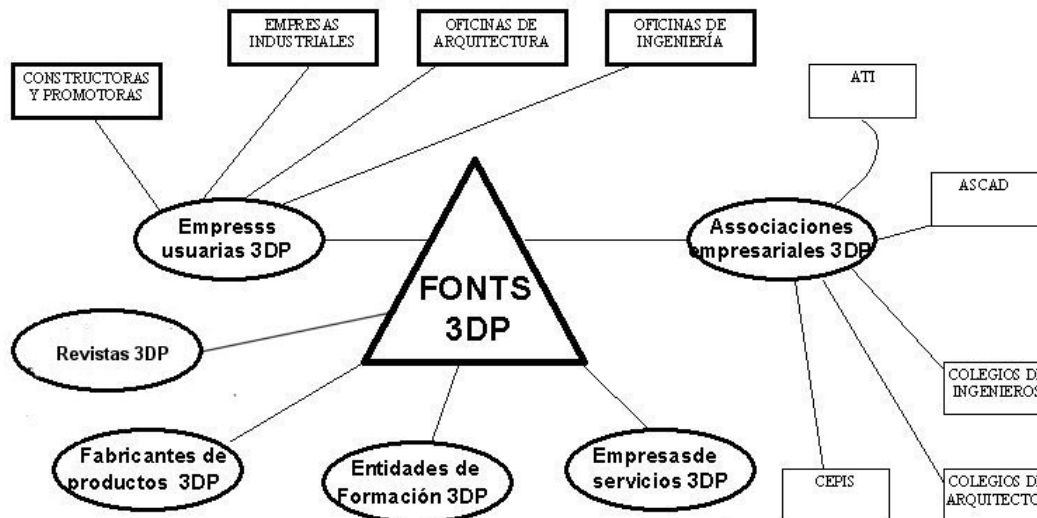 EMPRESAS
INDUSTRIALES
OFICINAS DE
ARQUITECTURA
OFICINAS DE
INGENIERÍA
CONSTRUCTORAS
Y PROMOTORAS
ATI
ASCAD
Empresss
usuarias 3DP
Associaciones
empresariales 3DP
FONTS
3DP
Revistas 3DP
COLEGIOS DE
INGENIEROS
Fabricantes de
productos 3DP
Entidades de
Formación 3DP
Empresasde
servicios 3DP
CEPIS
COLEGIOS DE
ARQUITECTO